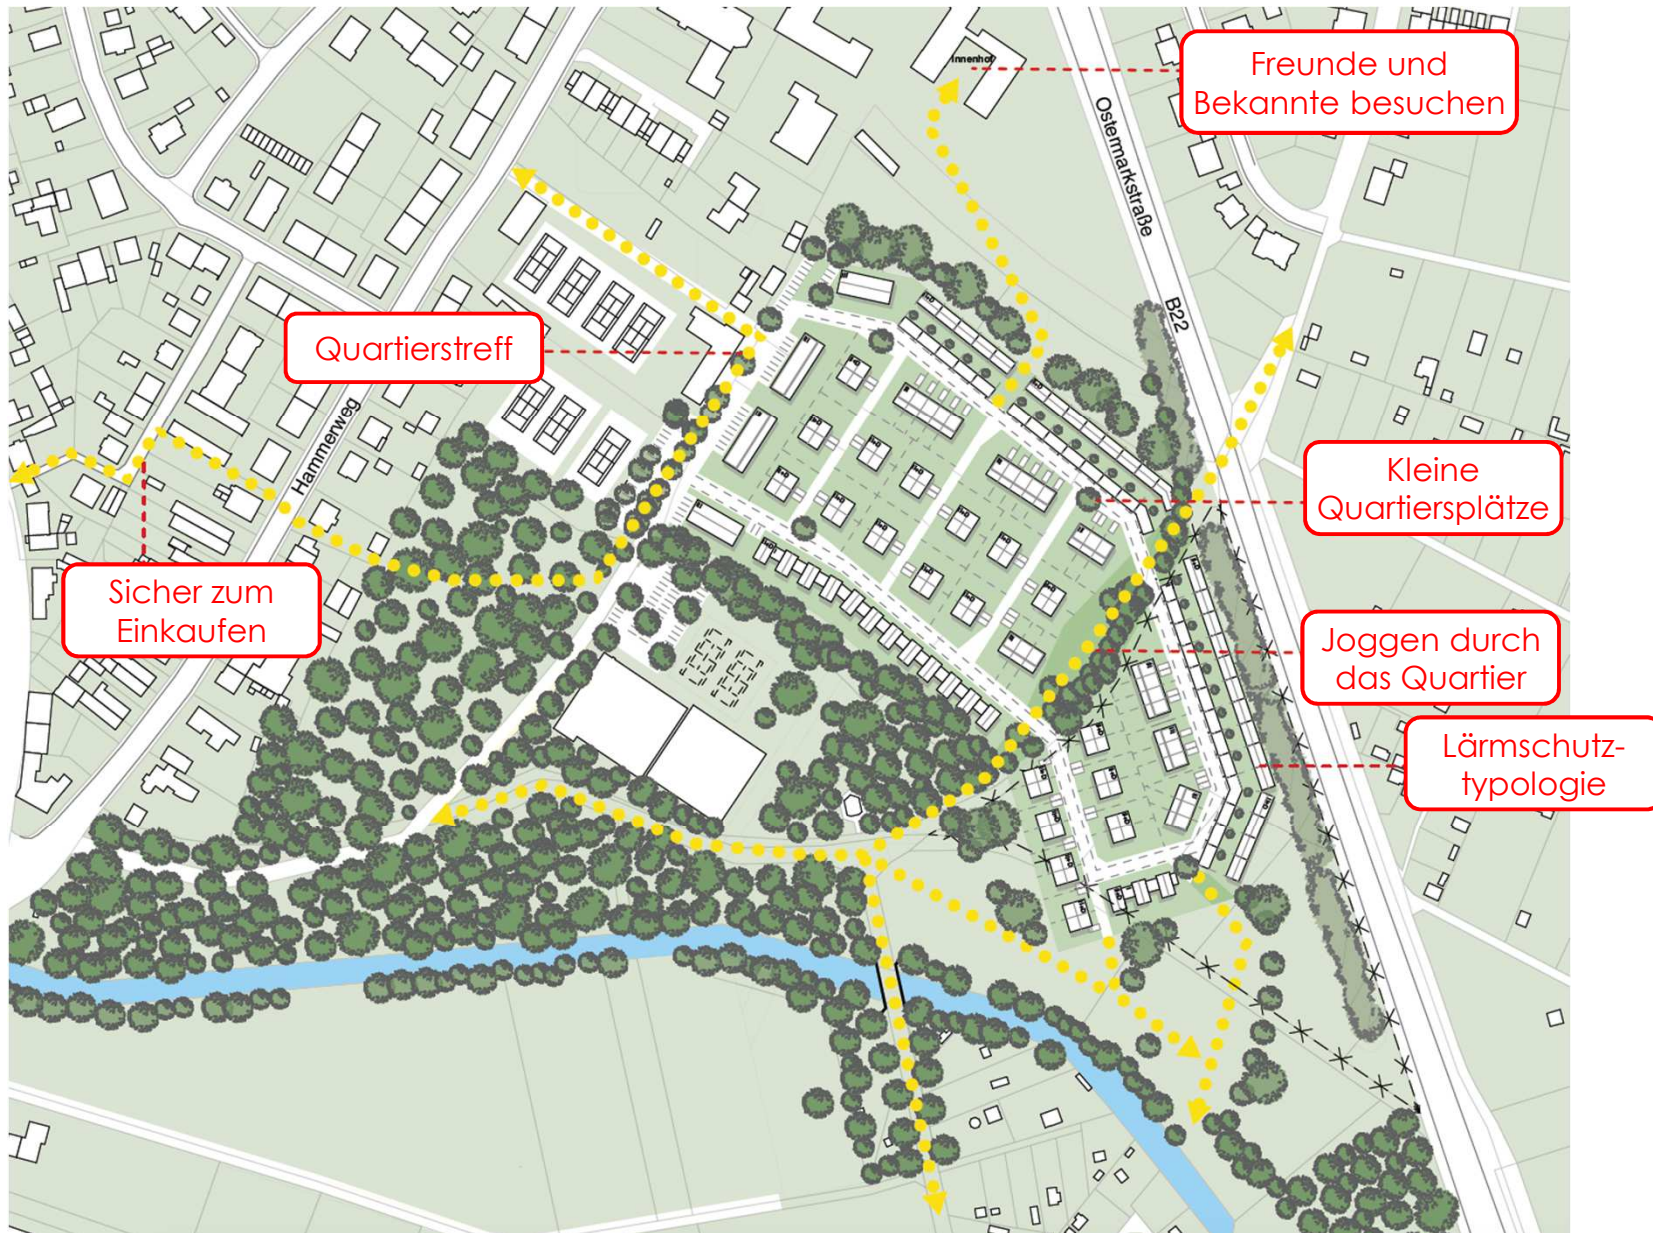 Innenhof
Freunde und
Bekannte besuchen
Ostermarkstraße
B22
Quartierstreff
Hammerweg
Kleine
Quartiersplätze
Sicher zum
Einkaufen
Joggen durch
das Quartier
Lärmschutz-
typologie